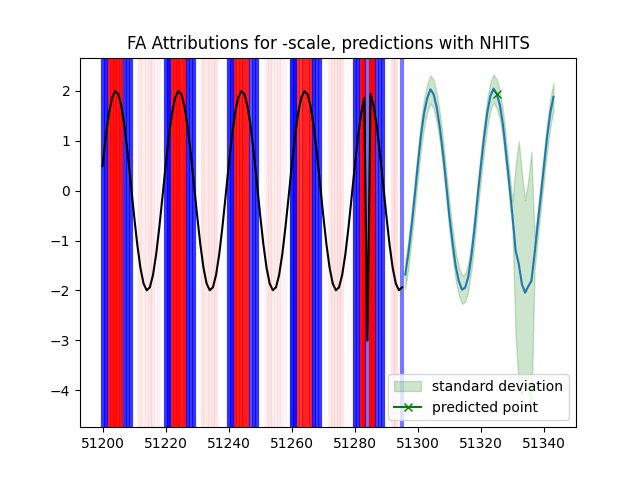 FA Attributions for -scale, predictions with NHITS
2
1
0
−1
−2
−3
−4
standard deviation
predicted point
51200 51220 51240 51260 51280 51300 51320 51340